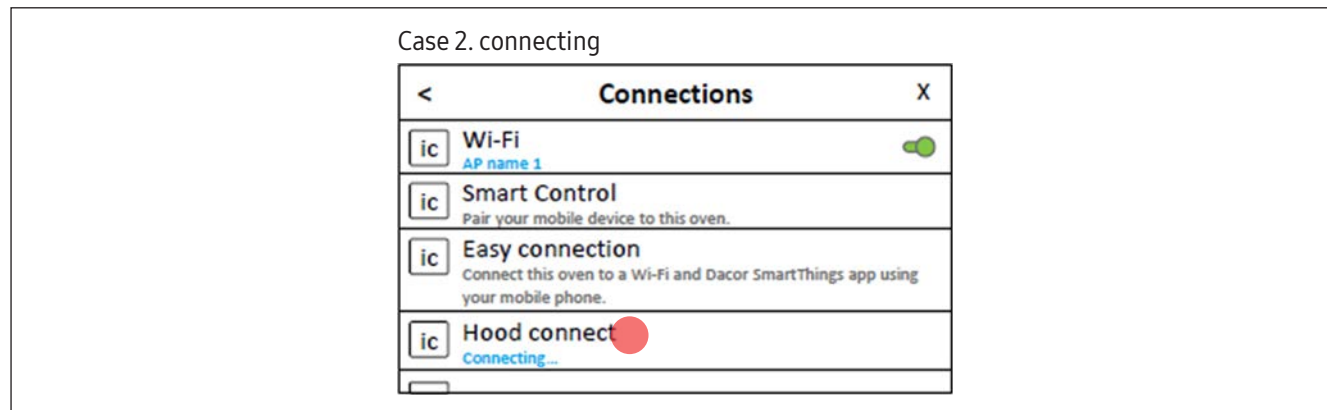 Case 2. connecting
< Connections X
ic Wi-Fi
AP name 1
ic Smart Control
Pair your mobile device to this oven.
ic Easy connection
Connect this oven to a Wi-Fi and Dacor SmartThings app using
your mobile phone.
ic Hood connect
Connecting...